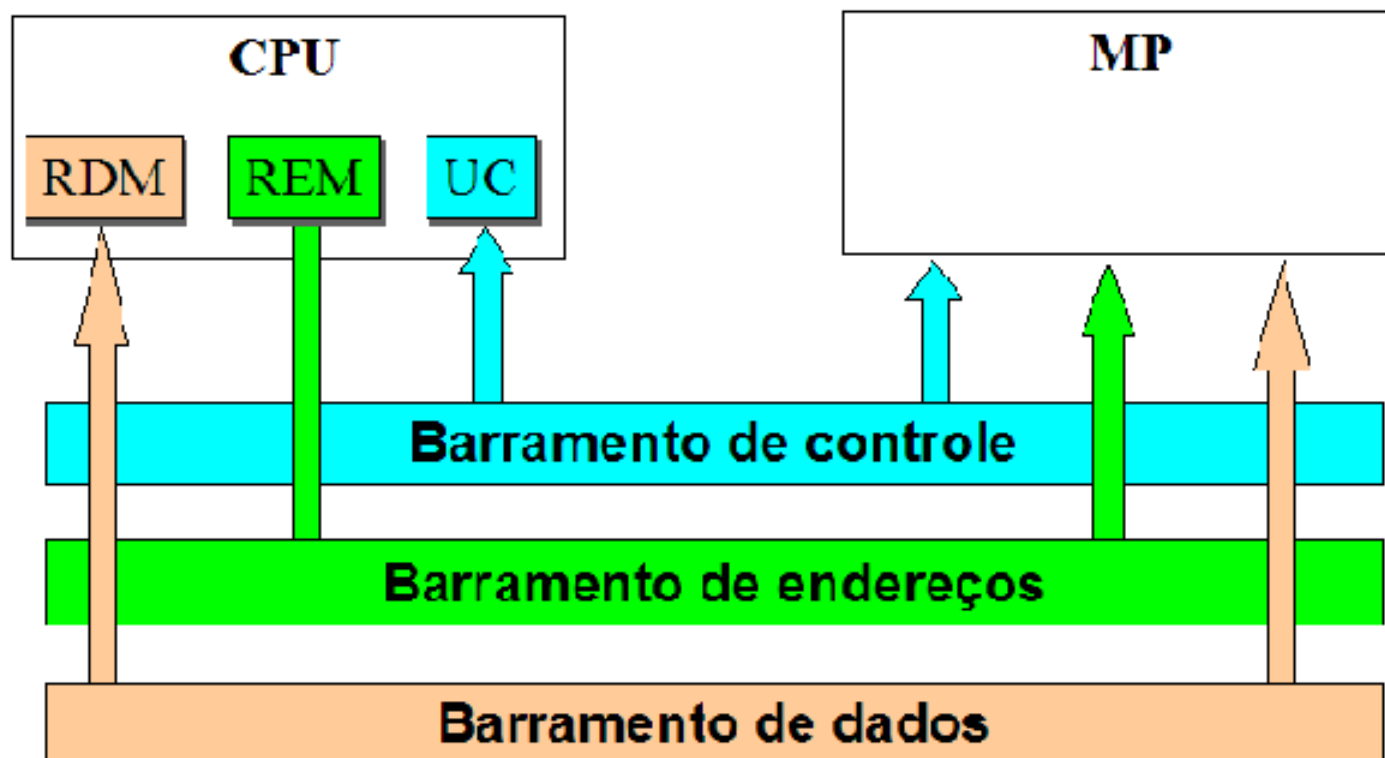 CPU
MP
RDM
REM
UC
Barramento de controle
Barramento de endereços
Barramento de dados